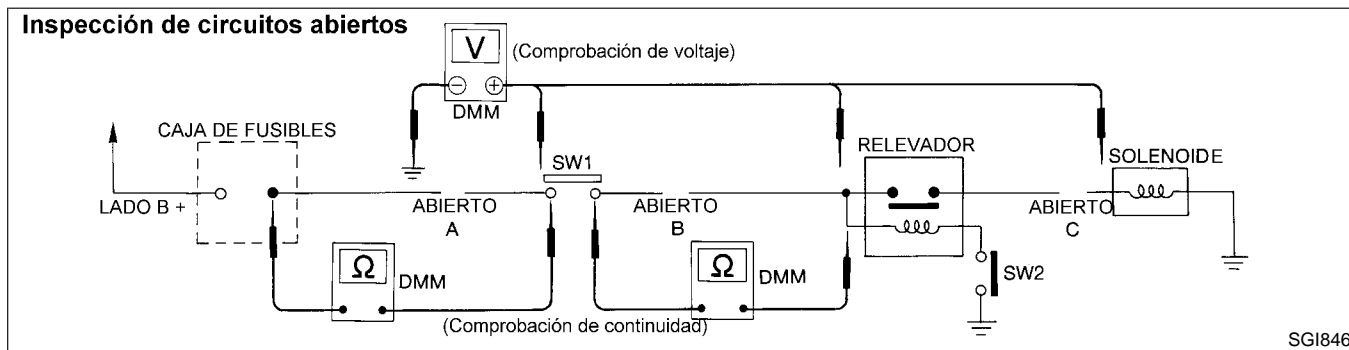 Inspección de circuitos abiertos
V
(Comprobación de voltaje)
− +
DMM
CAJA DE FUSIBLES
RELEVADOR
SOLENOIDE
SW1
LADO B +
ABIERTO
A
ABIERTO
B
ABIERTO
C
Ω
DMM
Ω
DMM
SW2
(Comprobación de continuidad)
SGI846